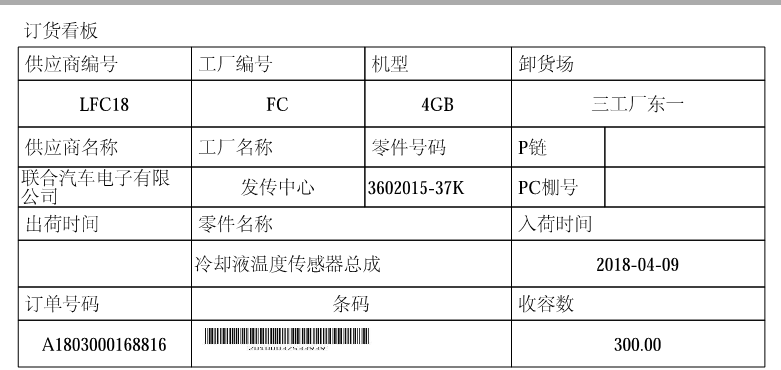 订货看板
供应商编号 工厂编号 机型 卸货场
LFC18 FC 4GB 三工厂东一
供应商名称 工厂名称 零件号码 P链
联合汽车电子有限公司 发传中心 3602015-37K PC棚号
出荷时间 零件名称 入荷时间
冷却液温度传感器总成 2018-04-09
订单号码 条码 收容数
A1803000168816 300.00